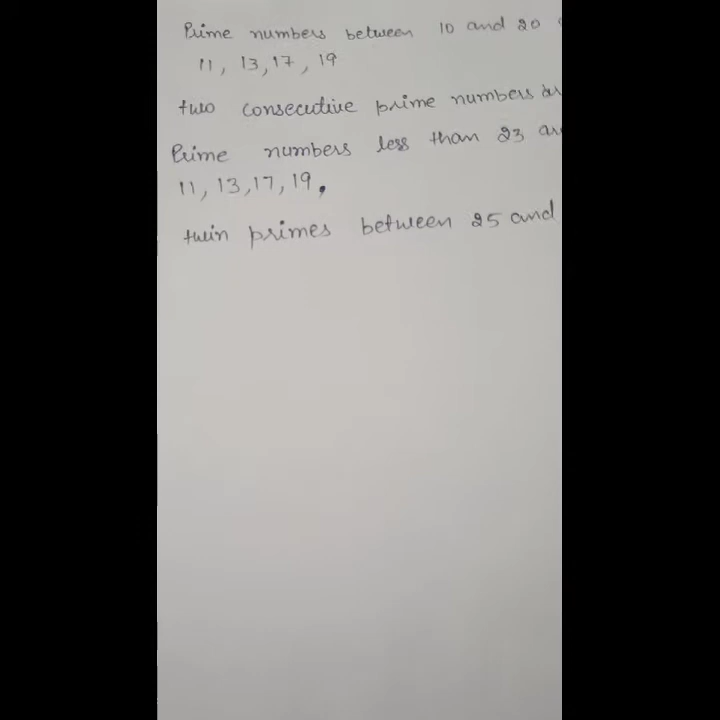 Prime numbers between 10 and 20
11, 13, 17, 19
two consecutive prime numbers
Prime numbers less than 23
11, 13, 17, 19.
twin primes between 25 and